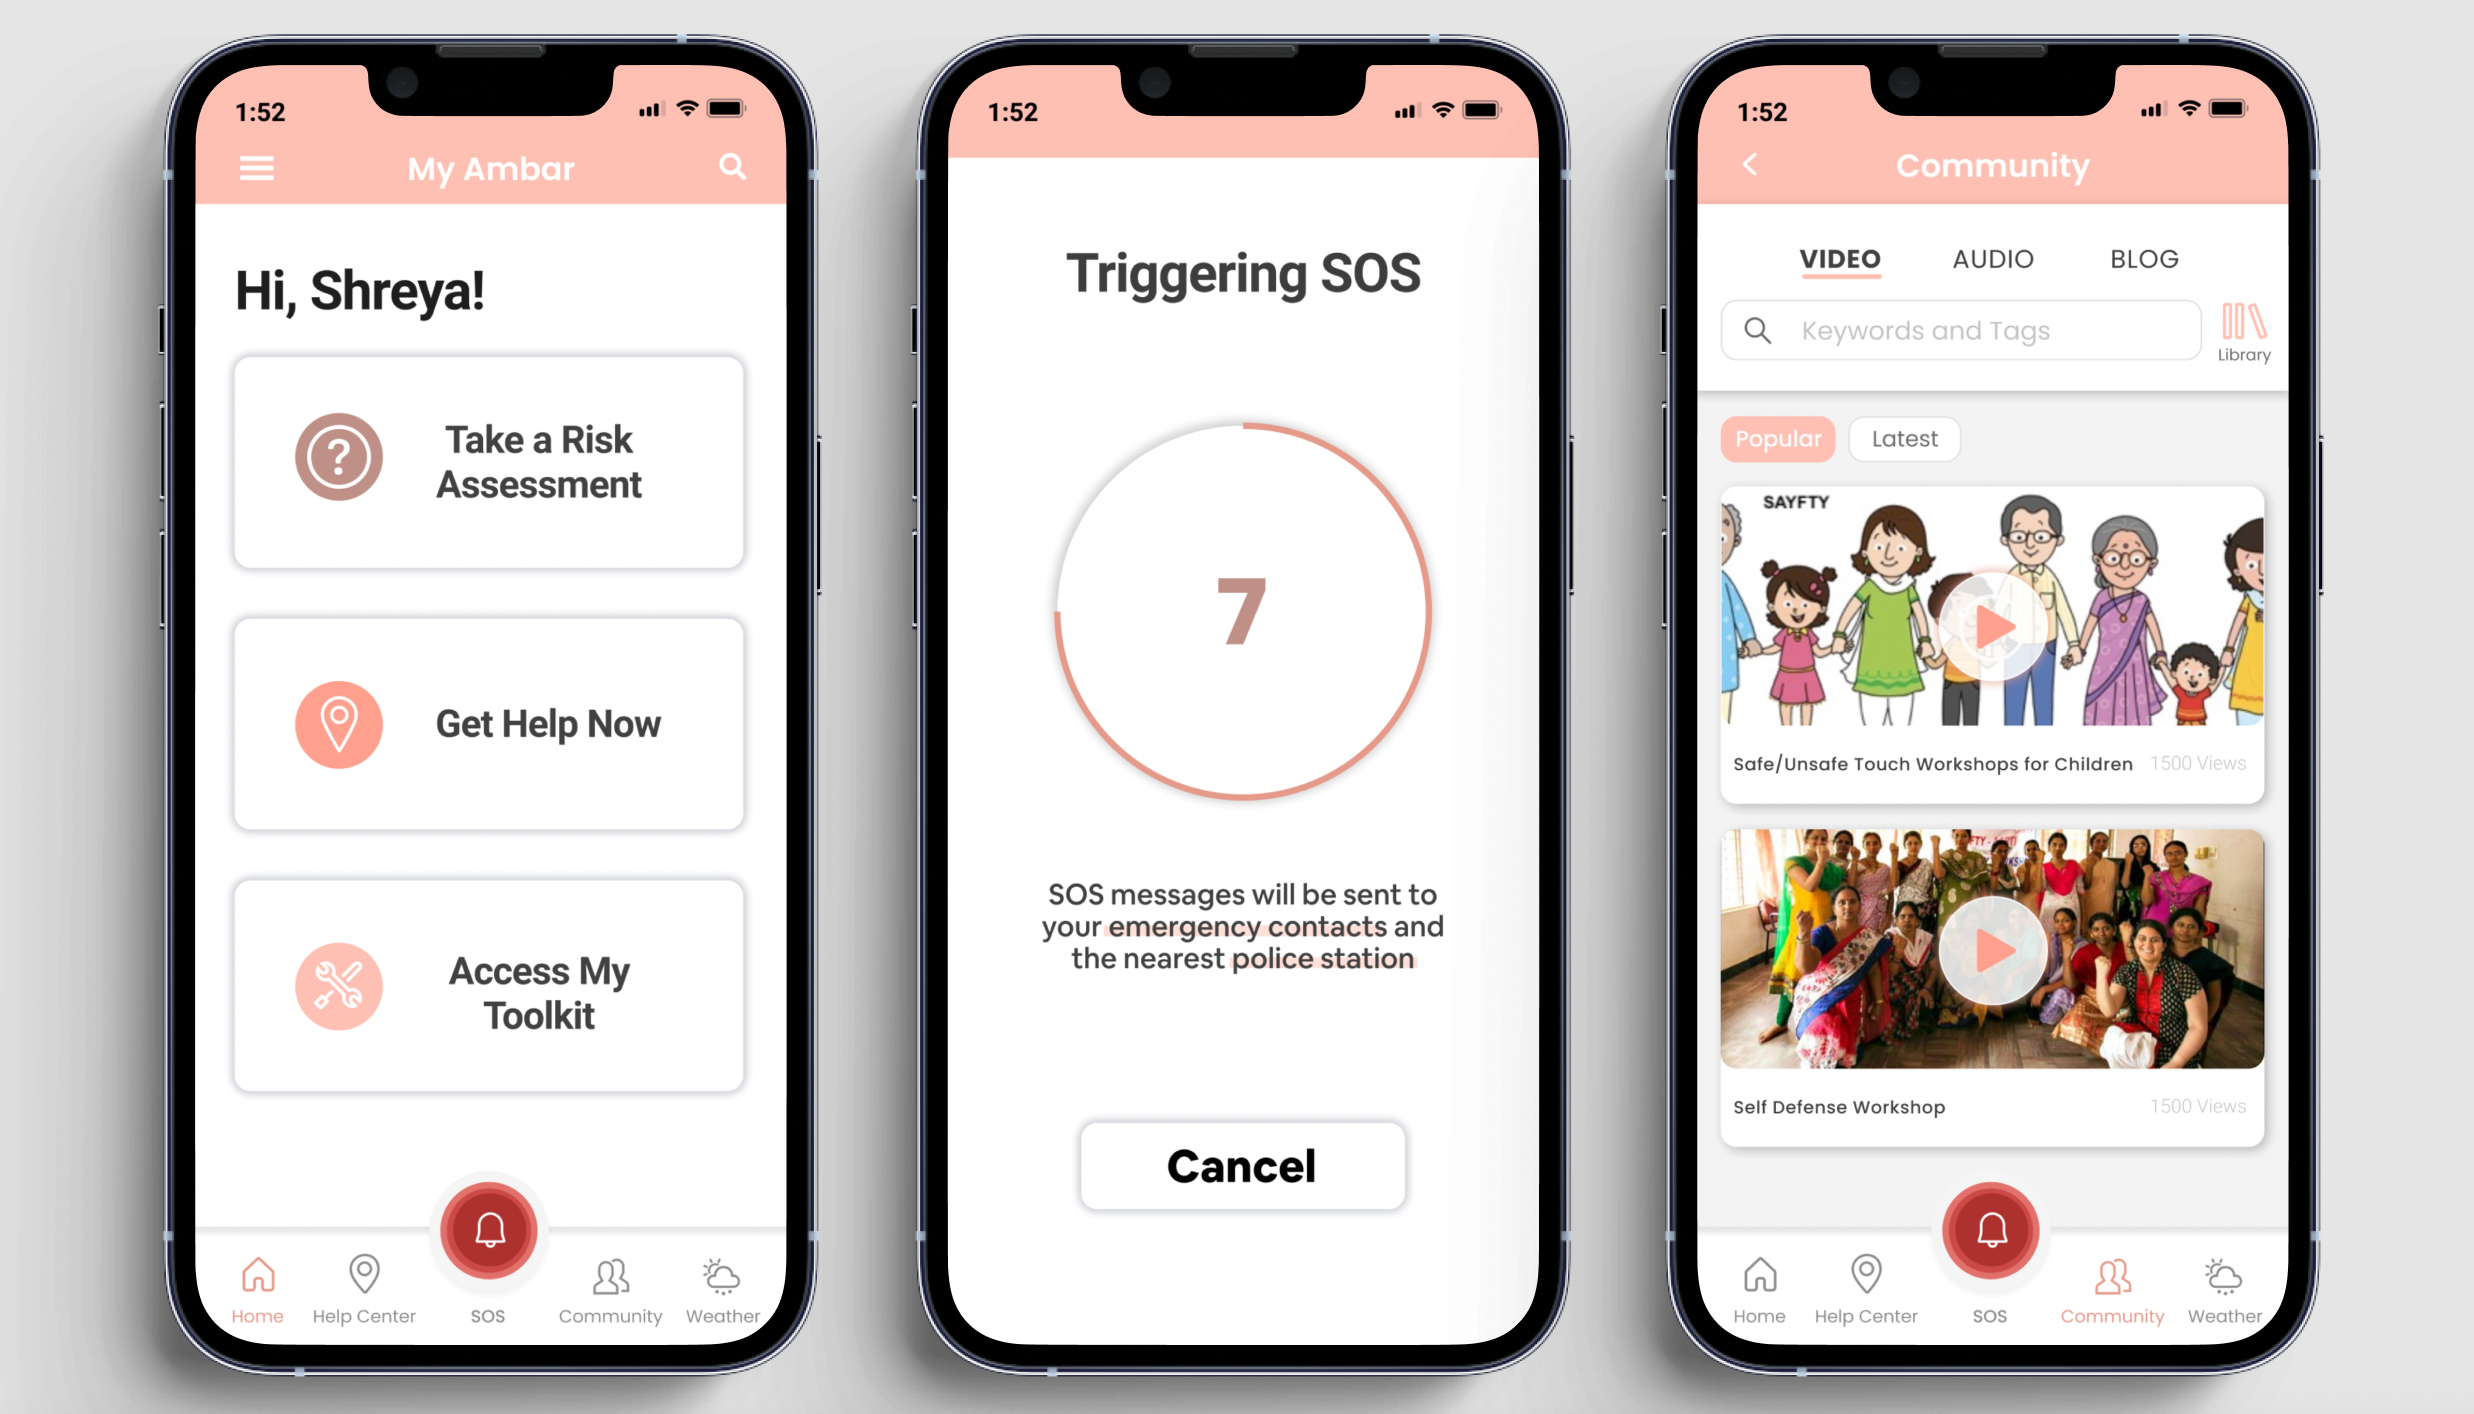 1:52
My Ambar
Hi, Shreya!
Take a Risk
Assessment
Get Help Now
Access My
Toolkit
Home
Help Center
SOS
Community
Weather
1:52
Triggering SOS
7
SOS messages will be sent to
your emergency contacts and
the nearest police station
Cancel
1:52
Community
VIDEO
AUDIO
BLOG
Keywords and Tags
Library
Popular
Latest
SAYFTY
Safe/Unsafe Touch Workshops for Children
1500 Views
Self Defense Workshop
1500 Views
Home
Help Center
SOS
Community
Weather